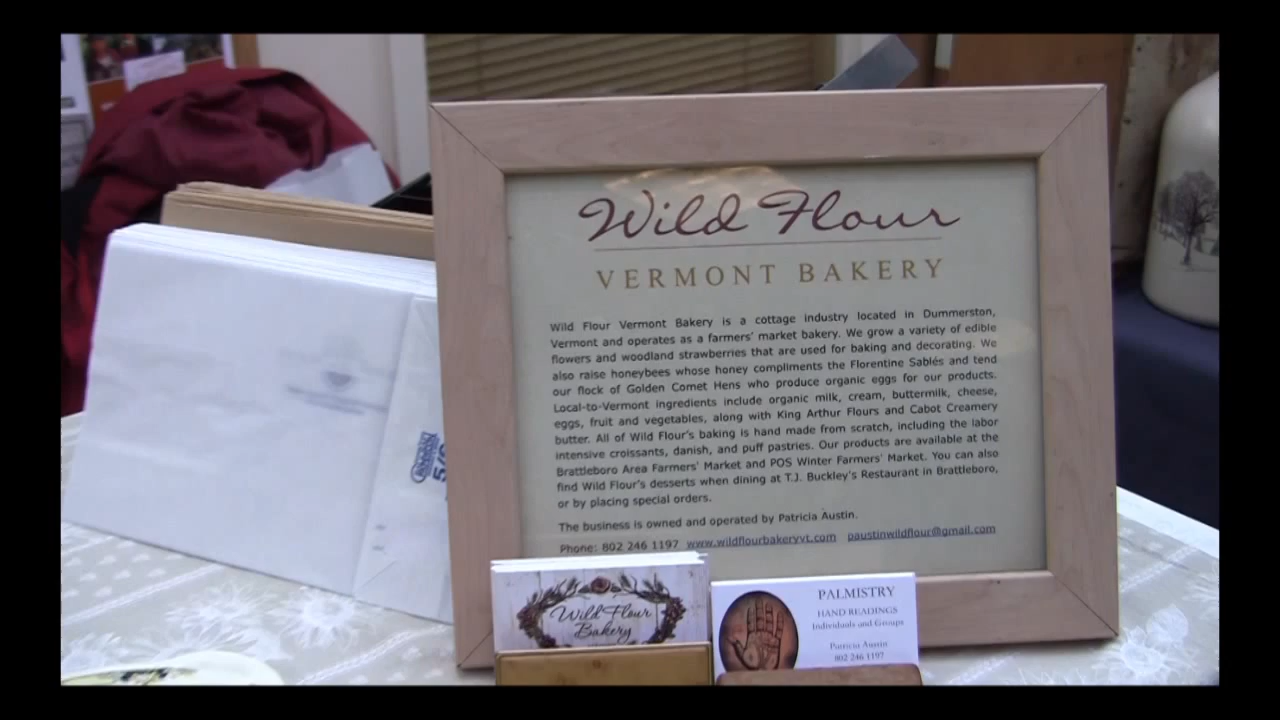 Wild Flour
VERMONT BAKERY
Wild Flour Vermont Bakery is a cottage industry located in Dummerston,
Vermont and operates as a farmers' market bakery. We grow a variety of edible
flowers and woodland strawberries that are used for baking and decorating. We
also raise honeybees whose honey compliments the Florentine Sablés and tend
our flock of Golden Comet Hens who produce organic eggs for our products.
Local-to-Vermont ingredients include organic milk, cream, buttermilk, cheese,
eggs, fruit and vegetables, along with King Arthur Flours and Cabot Creamery
butter. All of Wild Flour's baking is hand made from scratch, including the labor
intensive croissants, danish, and puff pastries. Our products are available at the
Brattleboro Area Farmers' Market and POS Winter Farmers' Market. You can also
find Wild Flour's desserts when dining at T.J. Buckley's Restaurant in Brattleboro,
or by placing special orders.
The business is owned and operated by Patricia Austin.
Phone: 802 246 1197 www.wildflourbakeryvt.com paustinwildflour@gmail.com
Wild Flour
Bakery
PALMISTRY
HAND READINGS
Individuals and Groups
Patricia Austin
802 246 1197